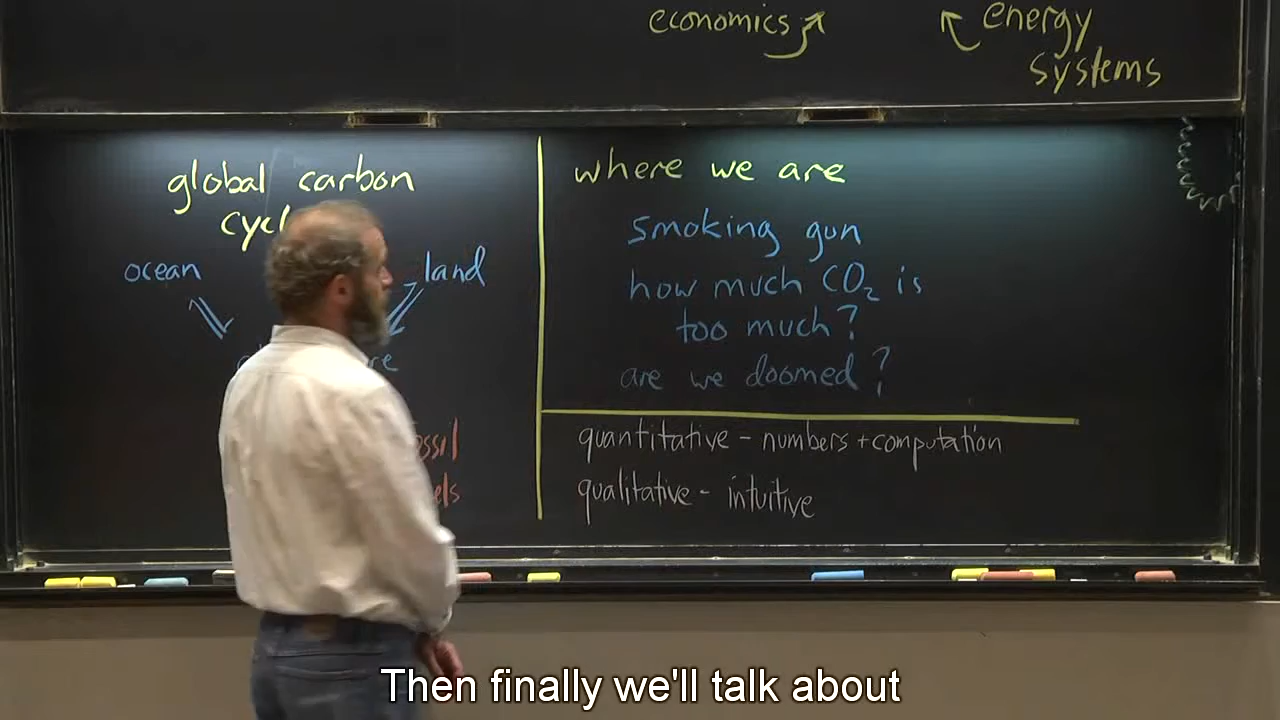 economics
energy
systems
global carbon
ocean
land
where we are
smoking gun
how much CO₂ is
too much?
are we doomed?
quantitative - numbers + computation
qualitative - intuitive
Then finally we'll talk about